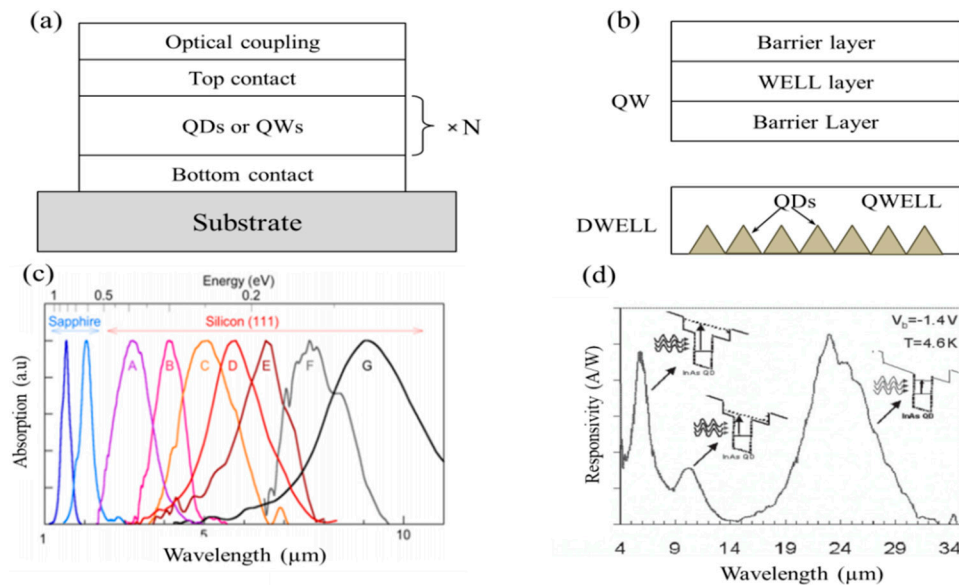 (a)
Optical coupling
Top contact
QDs or QWs
×N
Bottom contact
Substrate
(b)
Barrier layer
QW
WELL layer
Barrier Layer
QDs
QWELL
DWELL
(c)
Energy (eV)
1
0.5
0.2
Sapphire
Silicon (111)
A
B
C
D
E
F
G
Absorption (a.u)
1
5
10
Wavelength (µm)
(d)
V_b=-1.4 V
T=4.6K
InAs QD
InAs QD
InAs QD
Responsivity (A/W)
4 9 14 19 24 29 34
Wavelength (µm)